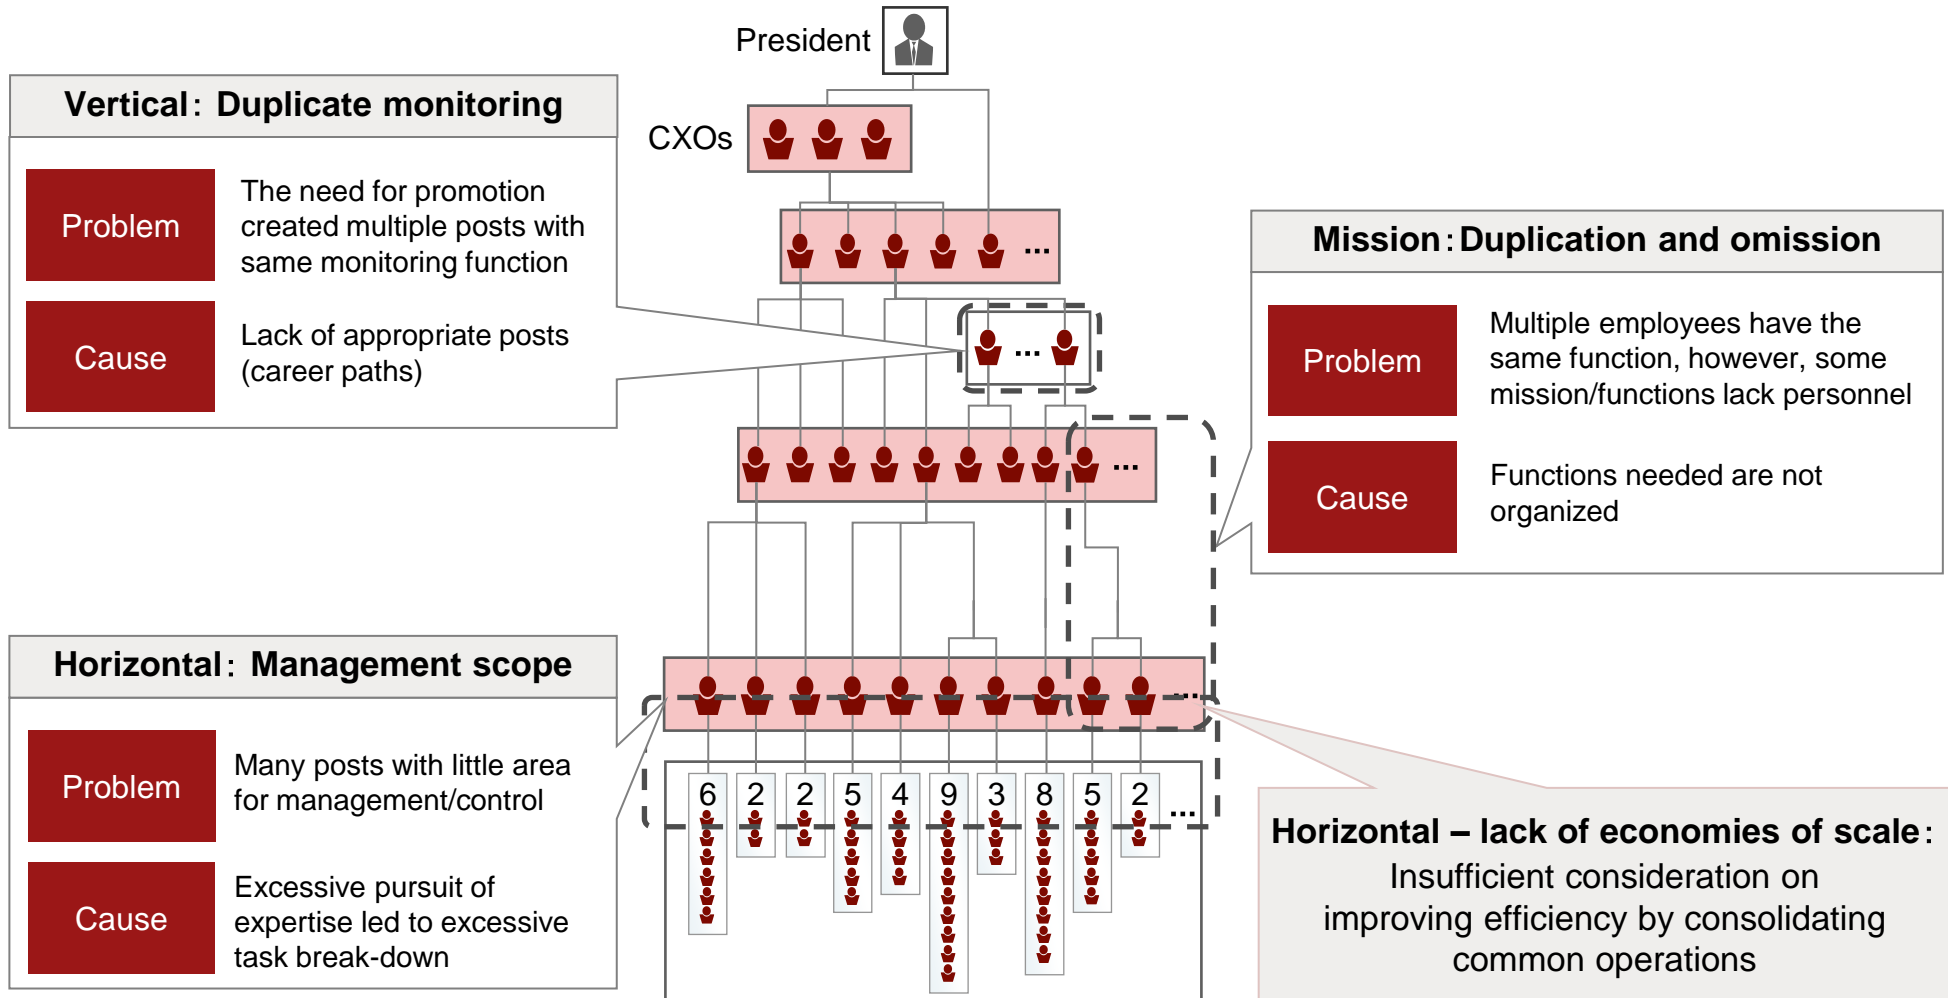 President
Vertical: Duplicate monitoring
CXOs
Problem
The need for promotion
created multiple posts with
same monitoring function
Cause
Lack of appropriate posts
(career paths)
...
...
...
Mission:Duplication and omission
Problem
Multiple employees have the
same function, however, some
mission/functions lack personnel
Cause
Functions needed are not
organized
Horizontal: Management scope
Problem
Many posts with little area
for management/control
Cause
Excessive pursuit of
expertise led to excessive
task break-down
...
6 2 2 5 4 9 3 8 5 2 ...
Horizontal – lack of economies of scale:
Insufficient consideration on
improving efficiency by consolidating
common operations